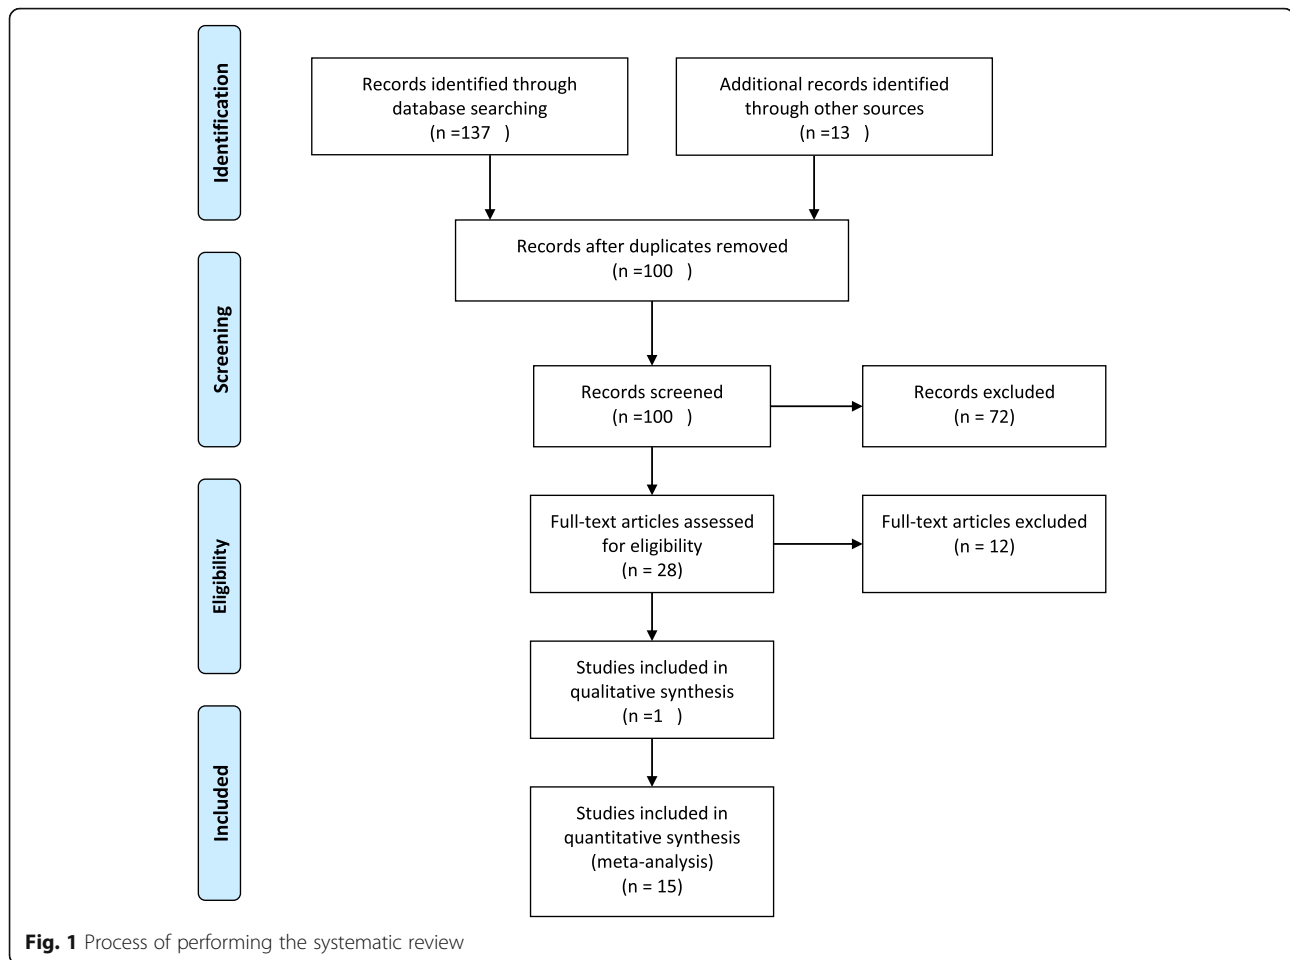 Identification
Records identified through
database searching
(n =137   )
Additional records identified
through other sources
(n =13   )
Records after duplicates removed
(n =100   )
Screening
Records screened
(n =100   )
Records excluded
(n = 72)
Eligibility
Full-text articles assessed
for eligibility
(n = 28)
Full-text articles excluded
(n = 12)
Studies included in
qualitative synthesis
(n =1   )
Included
Studies included in
quantitative synthesis
(meta-analysis)
(n = 15)
Fig. 1 Process of performing the systematic review